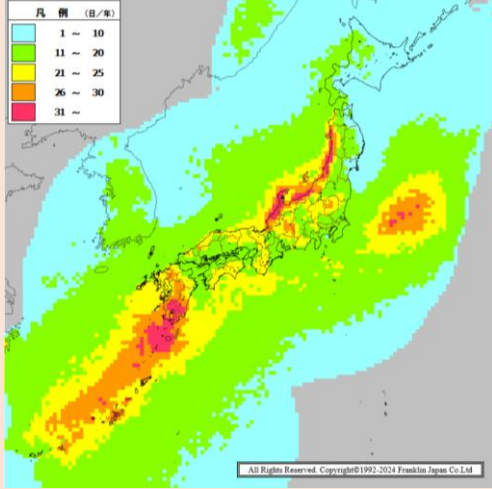 凡 例 (日/年)
1 ~ 10
11 ~ 20
21 ~ 25
26 ~ 30
31 ~
All Rights Reserved. Copyright©1992-2024 Franklin Japan Co.Ltd